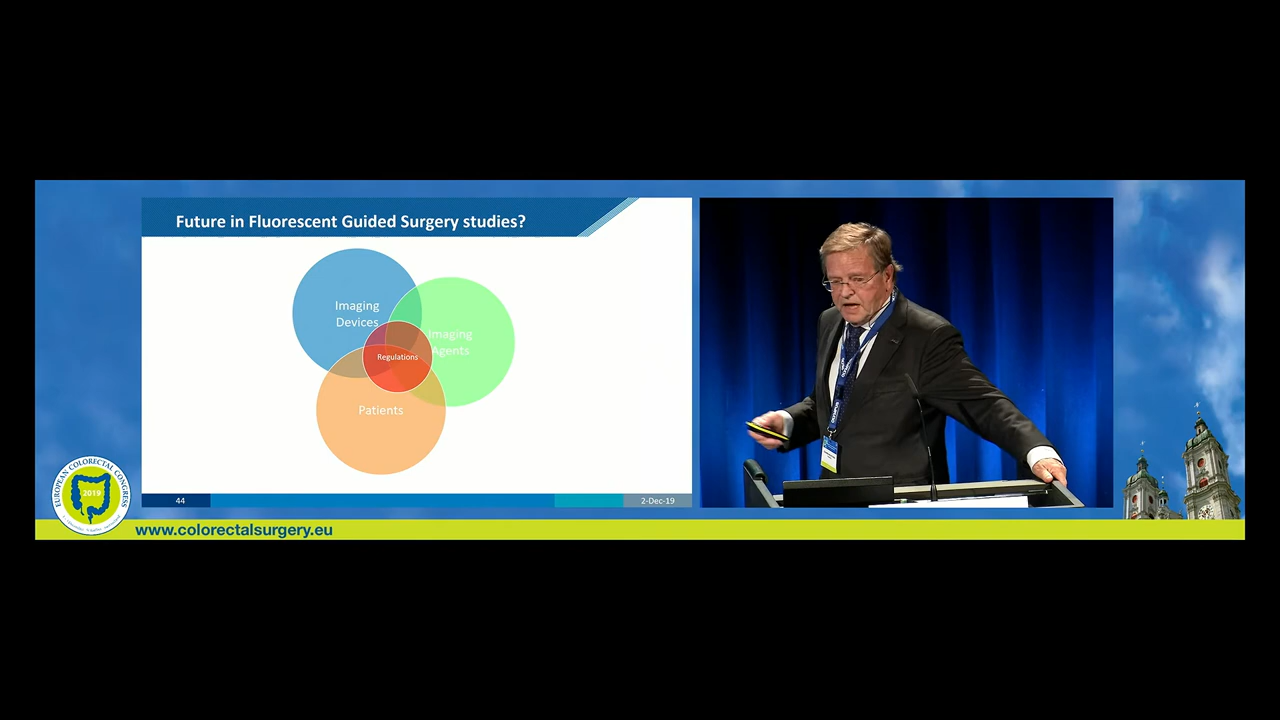 Future in Fluorescent Guided Surgery studies?
Imaging
Devices
Imaging
Agents
Regulations
Patients
44
2-Dec-19
EUROPEAN COLORECTAL CONGRESS
2019
www.colorectalsurgery.eu